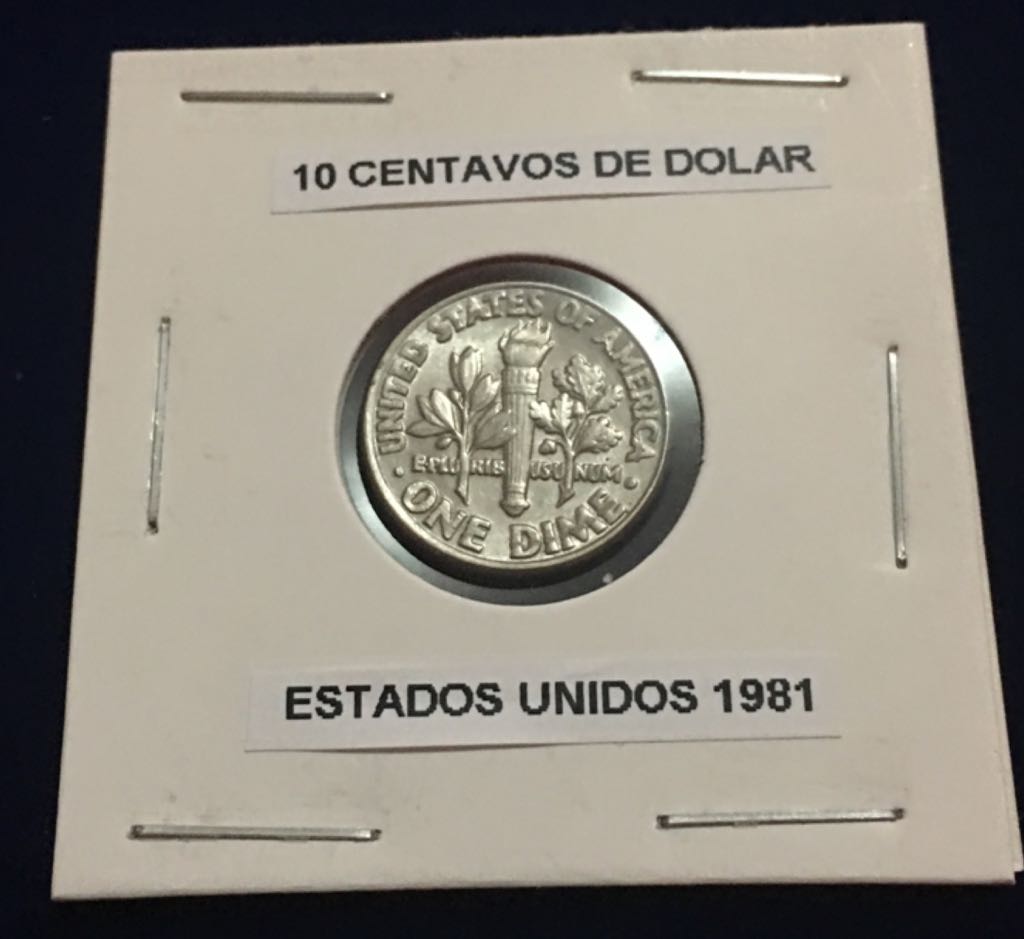 10 CENTAVOS DE DOLAR
UNITED STATES OF AMERICA
E PLURIBUS UNUM
ONE DIME
ESTADOS UNIDOS 1981